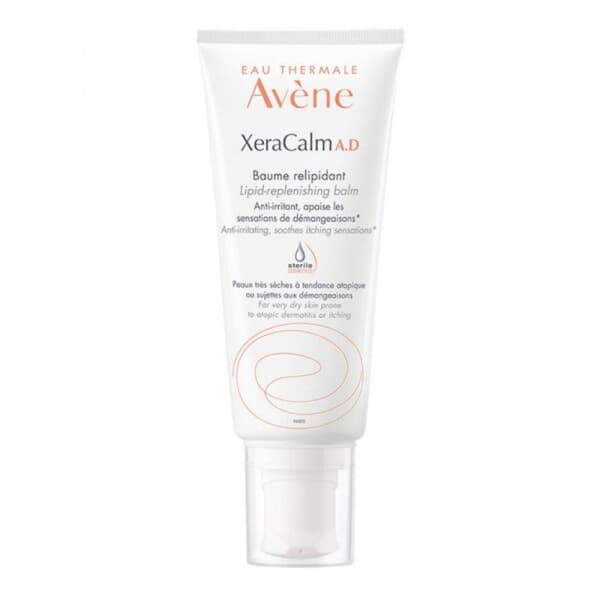 EAU THERMALE
Avène
XeraCalm A.D
Baume relipidant
Lipid-replenishing balm
Anti-irritant, apaise les
sensations de démangeaisons*
Anti-irritating, soothes itching sensations*
sterile
COSMETICS
Peaux très sèches à tendance atopique
ou sujettes aux démangeaisons
For very dry skin prone
to atopic dermatitis or itching
PARIS